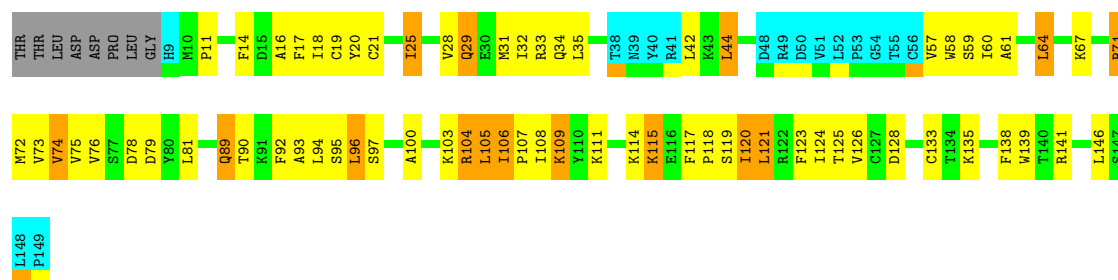 THR THR LEU ASP ASP PRO LEU GLY H9 M10 P11 F14 D15 A16 F17 I18 C19 Y20 C21 I25 V28 Q29 E30 M31 I32 R33 Q34 L35 T38 N39 Y40 R41 L42 K43 L44 D48 R49 D50 V51 L52 P53 G54 T55 C56 V57 W58 S59 I60 A61 L64 K67
M72 V73 V74 V75 V76 S77 D78 D79 Y80 L81 Q89 T90 K91 F92 A93 L94 S95 L96 S97 A100 K103 R104 L105 I106 P107 I108 K109 Y110 K111 K114 K115 E116 F117 P118 S119 I120 L121 R122 F123 I124 T125 V126 C127 D128 C133 T134 K135 F138 W139 T140 R141 L146
L148 P149